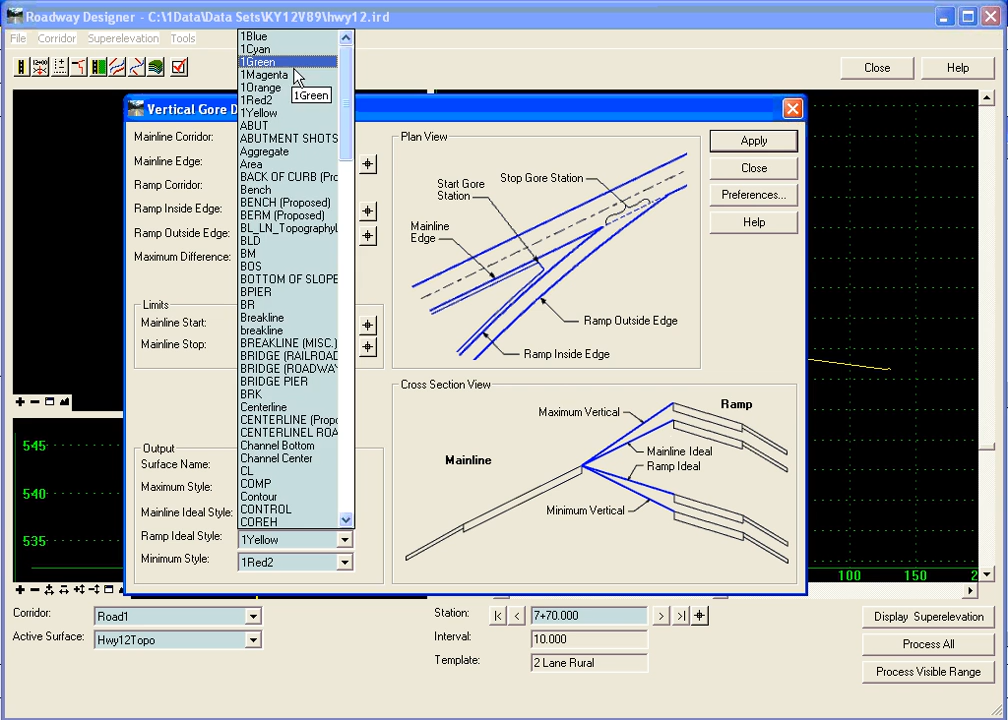 Roadway Designer - C:\1Data\Data Sets\KY12V89\hwy12.ird
File Corridor Superelevation Tools
Close Help
Vertical Gore D
Mainline Corridor:
Mainline Edge:
Ramp Corridor:
Ramp Inside Edge:
Ramp Outside Edge:
Maximum Difference:
Limits
Mainline Start:
Mainline Stop:
Output
Surface Name:
Maximum Style:
Mainline Ideal Style:
Ramp Ideal Style: 1Yellow
Minimum Style: 1Red2
1Blue
1Cyan
1Green
1Magenta
1Orange
1Red2
1Yellow
ABUT
ABUTMENT SHOTS
Aggregate
Area
BACK OF CURB (Prc
Bench
BENCH (Proposed)
BERM (Proposed)
BL_LN_Topographyl
BLD
BM
BOS
BOTTOM OF SLOPE
BPIER
BR
Breakline
breakline
BREAKLINE (MISC.)
BRIDGE (RAILROAD
BRIDGE (ROADWAY
BRIDGE PIER
BRK
Centerline
CENTERLINE (Propo
CENTERLINEL ROA
Channel Bottom
Channel Center
CL
COMP
Contour
CONTROL
COREH
1Green
Plan View
Start Gore
Station
Stop Gore Station
Mainline
Edge
Ramp Outside Edge
Ramp Inside Edge
Cross Section View
Maximum Vertical
Ramp
Mainline
Mainline Ideal
Ramp Ideal
Minimum Vertical
Apply
Close
Preferences...
Help
545
540
535
100 150 2
Corridor: Road1
Active Surface: Hwy12Topo
Station: 7+70.000
Interval: 10.000
Template: 2 Lane Rural
Display Superelevation
Process All
Process Visible Range